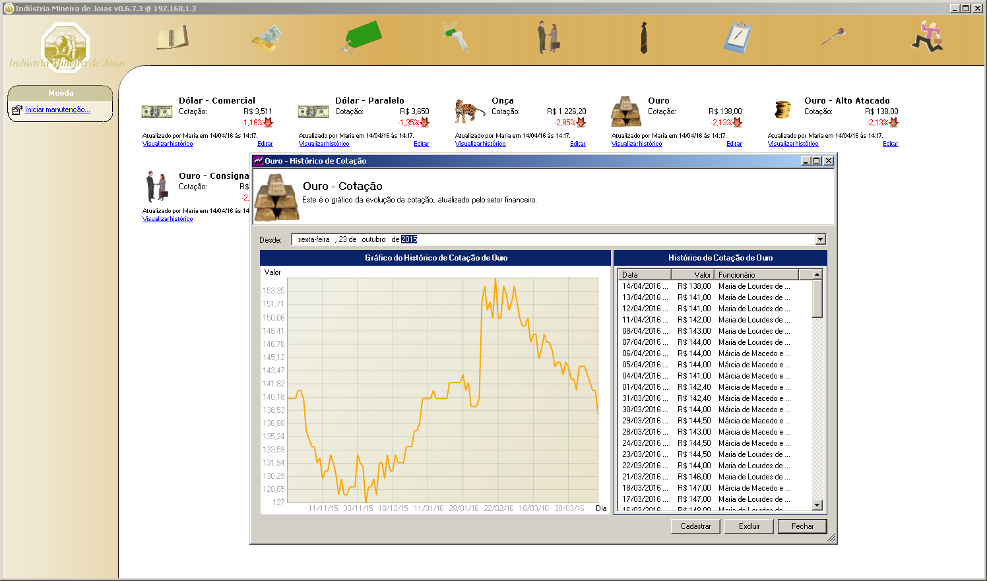 Indústria Mineira de Joias v0.6.7.3 @ 192.168.1.3
Indústria Mineira de Joias
Moeda
Iniciar manutenção...
Dólar - Comercial
Cotação: R$ 3,511
-1,18%
Atualizado por Maria em 14/04/16 às 14:17.
Visualizar histórico Editar
Dólar - Paralelo
Cotação: R$ 3,650
-1,35%
Atualizado por Maria em 14/04/16 às 14:17.
Visualizar histórico Editar
Onça
Cotação: R$ 1.226,20
-2,85%
Atualizado por Maria em 14/04/16 às 14:17.
Visualizar histórico Editar
Ouro
Cotação: R$ 138,00
-2,13%
Atualizado por Maria em 14/04/16 às 14:17.
Visualizar histórico Editar
Ouro - Alto Atacado
Cotação: R$ 138,00
-2,13%
Atualizado por Maria em 14/04/16 às 14:17.
Visualizar histórico Editar
Ouro - Consigna
Cotação: R$
-2,
Atualizado por Maria em 14/04/16 às 14
Visualizar histórico
Ouro - Histórico de Cotação
Ouro - Cotação
Este é o gráfico da evolução da cotação, atualizado pelo setor financeiro.
Desde: sexta-feira , 23 de outubro de 2015
Gráfico do Histórico de Cotação de Ouro
Valor
153,35
151,71
150,06
148,41
146,76
145,12
143,47
141,82
140,18
138,53
136,88
135,24
133,59
131,94
130,29
128,65
127
11/11/15 30/11/15 18/12/15 11/01/16 28/01/16 22/02/16 10/03/16 30/03/16 Dia
Histórico de Cotação de Ouro
Data Valor Funcionário
14/04/2016 ... R$ 138,00 Maria de Lourdes de ...
13/04/2016 ... R$ 141,00 Maria de Lourdes de ...
12/04/2016 ... R$ 141,00 Maria de Lourdes de ...
11/04/2016 ... R$ 142,00 Maria de Lourdes de ...
08/04/2016 ... R$ 143,00 Maria de Lourdes de ...
07/04/2016 ... R$ 144,00 Maria de Lourdes de ...
06/04/2016 ... R$ 144,00 Márcia de Macedo e ...
05/04/2016 ... R$ 144,00 Márcia de Macedo e ...
04/04/2016 ... R$ 141,00 Márcia de Macedo e ...
01/04/2016 ... R$ 142,40 Márcia de Macedo e ...
31/03/2016 ... R$ 142,40 Márcia de Macedo e ...
30/03/2016 ... R$ 144,00 Márcia de Macedo e ...
29/03/2016 ... R$ 143,50 Maria de Lourdes de ...
28/03/2016 ... R$ 143,00 Márcia de Macedo e ...
24/03/2016 ... R$ 144,50 Maria de Lourdes de ...
23/03/2016 ... R$ 144,50 Maria de Lourdes de ...
22/03/2016 ... R$ 144,00 Maria de Lourdes de ...
21/03/2016 ... R$ 146,00 Maria de Lourdes de ...
18/03/2016 ... R$ 147,00 Márcia de Macedo e ...
17/03/2016 ... R$ 147,00 Maria de Lourdes de ...
Cadastrar Excluir Fechar